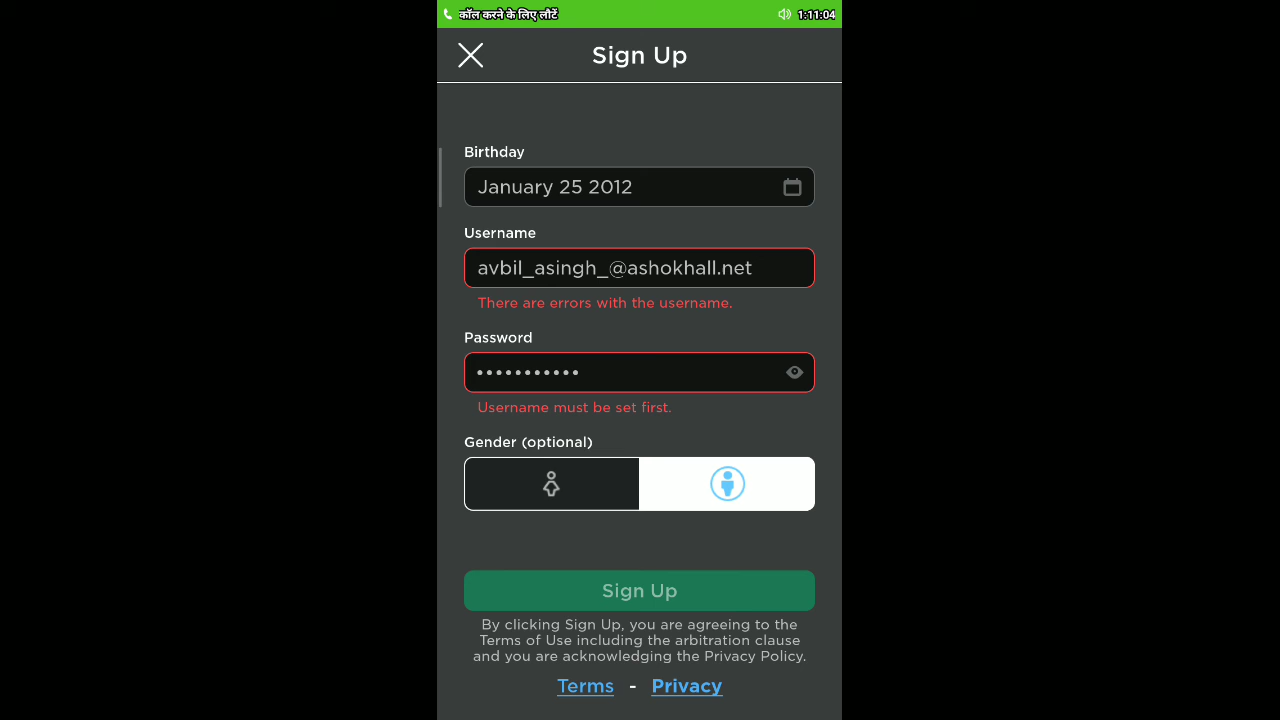 कॉल करने के लिए लौटें 1:11:04
Sign Up
Birthday
January 25 2012
Username
avbil_asingh_@ashokhall.net
There are errors with the username.
Password
•••••••••••
Username must be set first.
Gender (optional)
Sign Up
By clicking Sign Up, you are agreeing to the
Terms of Use including the arbitration clause
and you are acknowledging the Privacy Policy.
Terms - Privacy